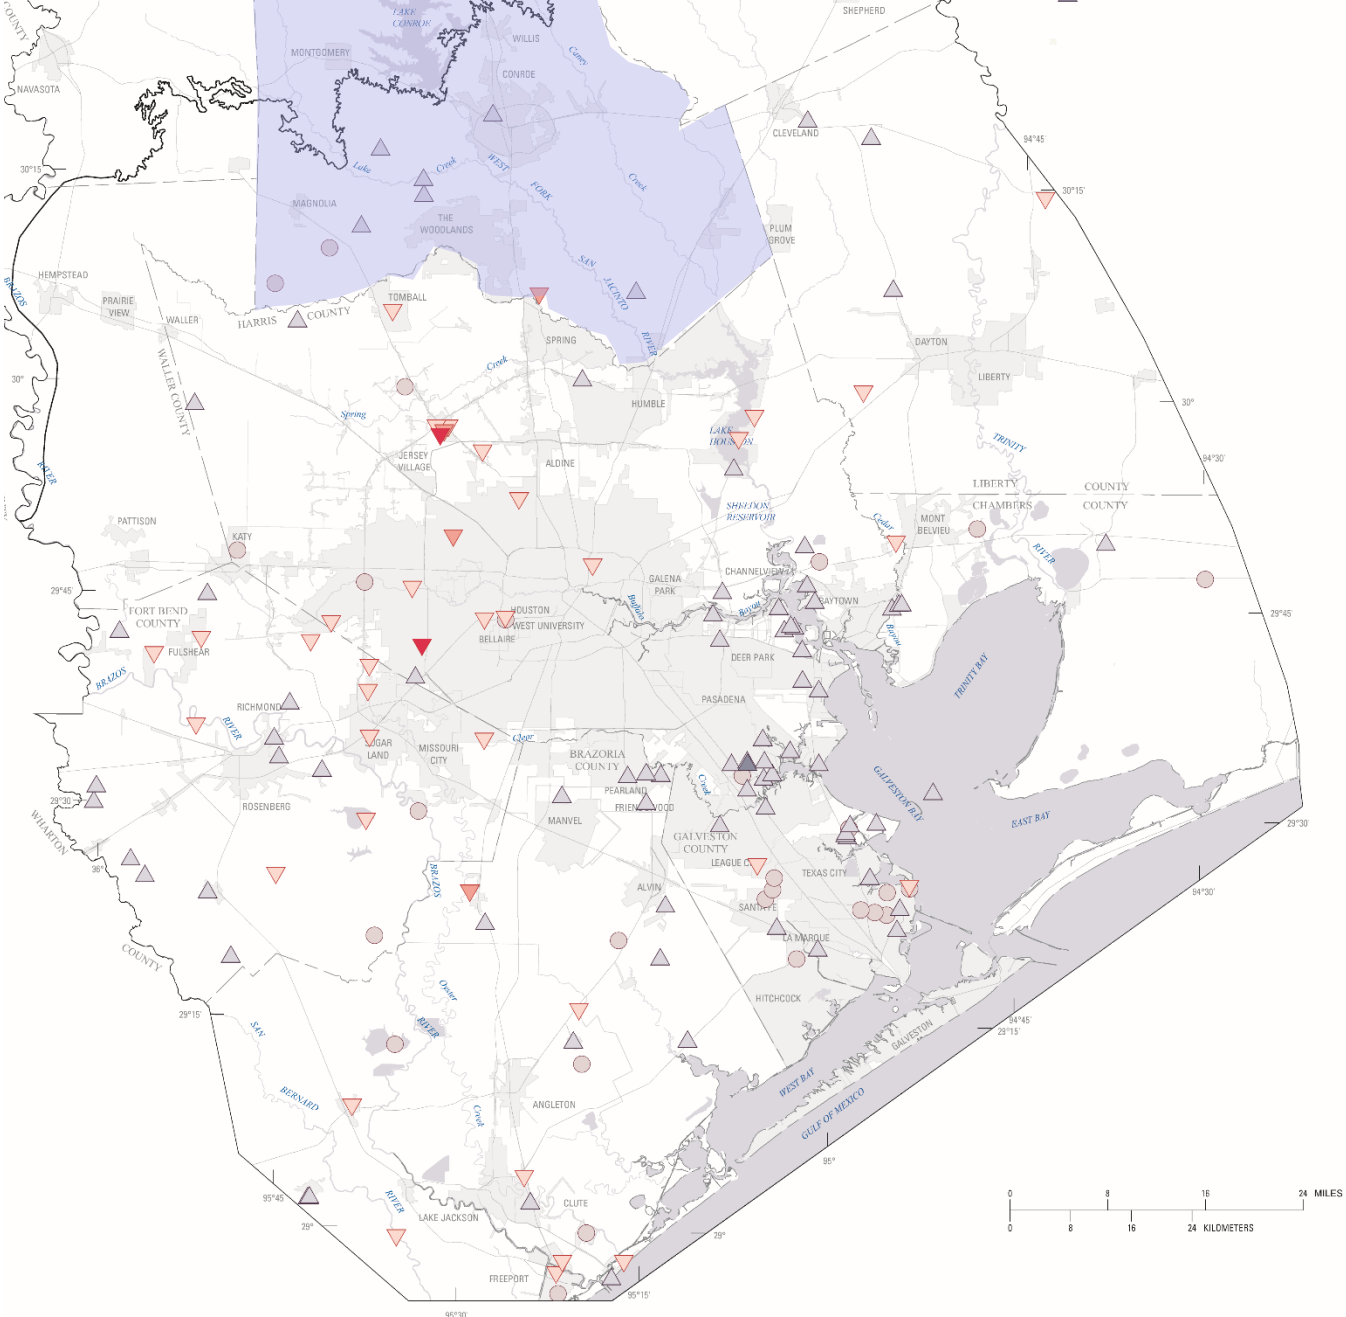 COUNTY
LAKE
CONROE
SHEPHERD
WILLIS
MONTGOMERY
Caney
CONROE
NAVASOTA
CLEVELAND
94°45'
30°15'
Lake
Creek
WEST
FORK
Creek
30°15'
MAGNOLIA
THE
WOODLANDS
PLUM
GROVE
SAN
JACINTO
RIVER
HEMPSTEAD
BRAZOS
PRAIRIE
VIEW
WALLER
TOMBALL
HARRIS
COUNTY
SPRING
DAYTON
WALLER COUNTY
Creek
30°
LIBERTY
HUMBLE
30°
Spring
LAKE
HOUSTON
JERSEY
VILLAGE
ALDINE
TRINITY
94°30'
RIVER
LIBERTY
COUNTY
CHAMBERS
COUNTY
SHELDON
RESERVOIR
PATTISON
Cedar
MONT
BELVIEU
KATY
RIVER
CHANNELVIEW
GALENA
PARK
29°45'
BAYTOWN
Buffalo
Bayou
29°45'
FORT BEND
COUNTY
HOUSTON
WEST UNIVERSITY
BELLAIRE
Bayou
FULSHEAR
DEER PARK
BRAZOS
TRINITY BAY
PASADENA
RICHMOND
RIVER
SUGAR
LAND
MISSOURI
CITY
Clear
BRAZORIA
COUNTY
GALVESTON BAY
Creek
PEARLAND
29°30'
ROSENBERG
FRIENDSWOOD
MANVEL
EAST BAY
29°30'
WHARTON
GALVESTON
COUNTY
LEAGUE C
96°
BRAZOS
TEXAS CITY
94°30'
ALVIN
SANTA FE
COUNTY
LA MARQUE
Oyster
HITCHCOCK
29°15'
SAN
RIVER
94°45'
29°15'
GALVESTON
WEST BAY
BERNARD
Creek
ANGLETON
GULF OF MEXICO
95°
95°45'
RIVER
LAKE JACKSON
CLUTE
29°
29°
0 8 16 24 MILES
0 8 16 24 KILOMETERS
FREEPORT
95°15'
95°30'